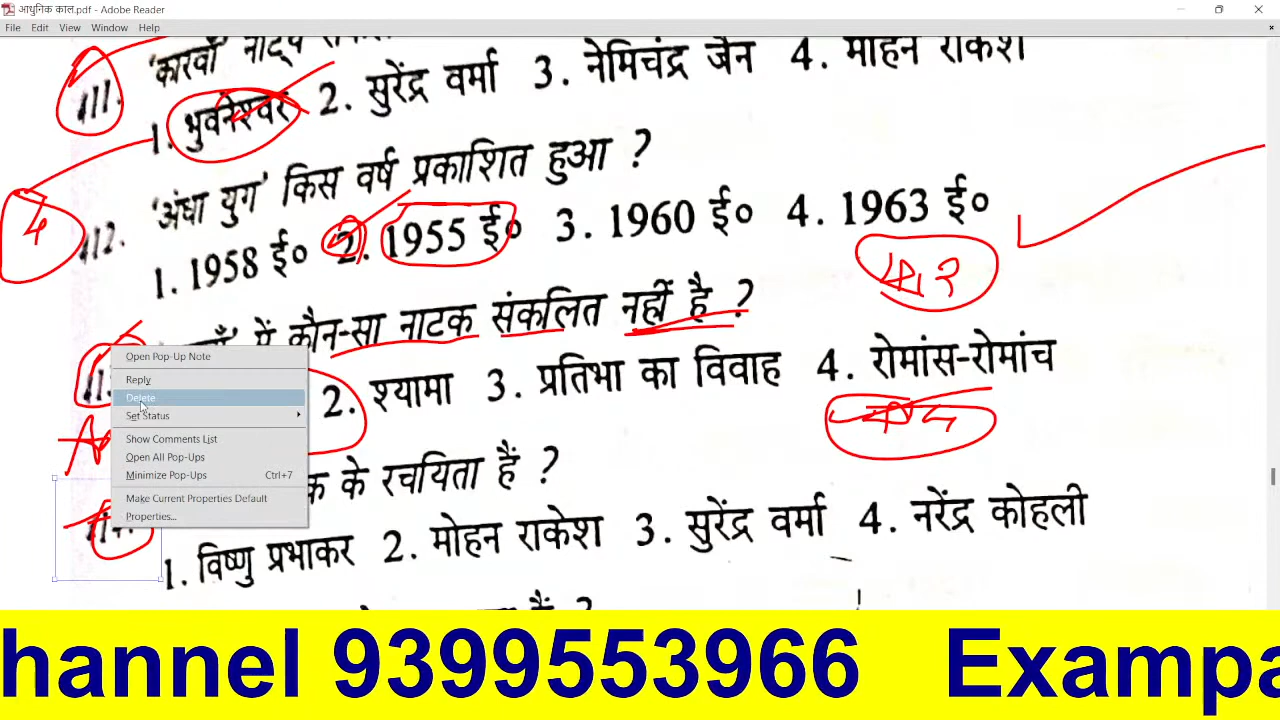 आधुनिक काल.pdf - Adobe Reader
File Edit View Window Help
111. 'कारवाँ' नाट्य
1. भुवनेश्वर 2. सुरेंद्र वर्मा 3. नेमिचंद्र जैन 4. मोहन राकेश
4
112. 'अंधा युग' किस वर्ष प्रकाशित हुआ ?
1. 1958 ई० 2. 1955 ई० 3. 1960 ई० 4. 1963 ई०
में कौन-सा नाटक संकलित नहीं है ?
2. श्यामा 3. प्रतिभा का विवाह 4. रोमांस-रोमांच
Open Pop-Up Note
Reply
Delete
Set Status
Show Comments List
Open All Pop-Ups
Minimize Pop-Ups Ctrl+7
Make Current Properties Default
Properties...
के रचयिता हैं ?
1. विष्णु प्रभाकर 2. मोहन राकेश 3. सुरेंद्र वर्मा 4. नरेंद्र कोहली
hannel 9399553966 Exampa